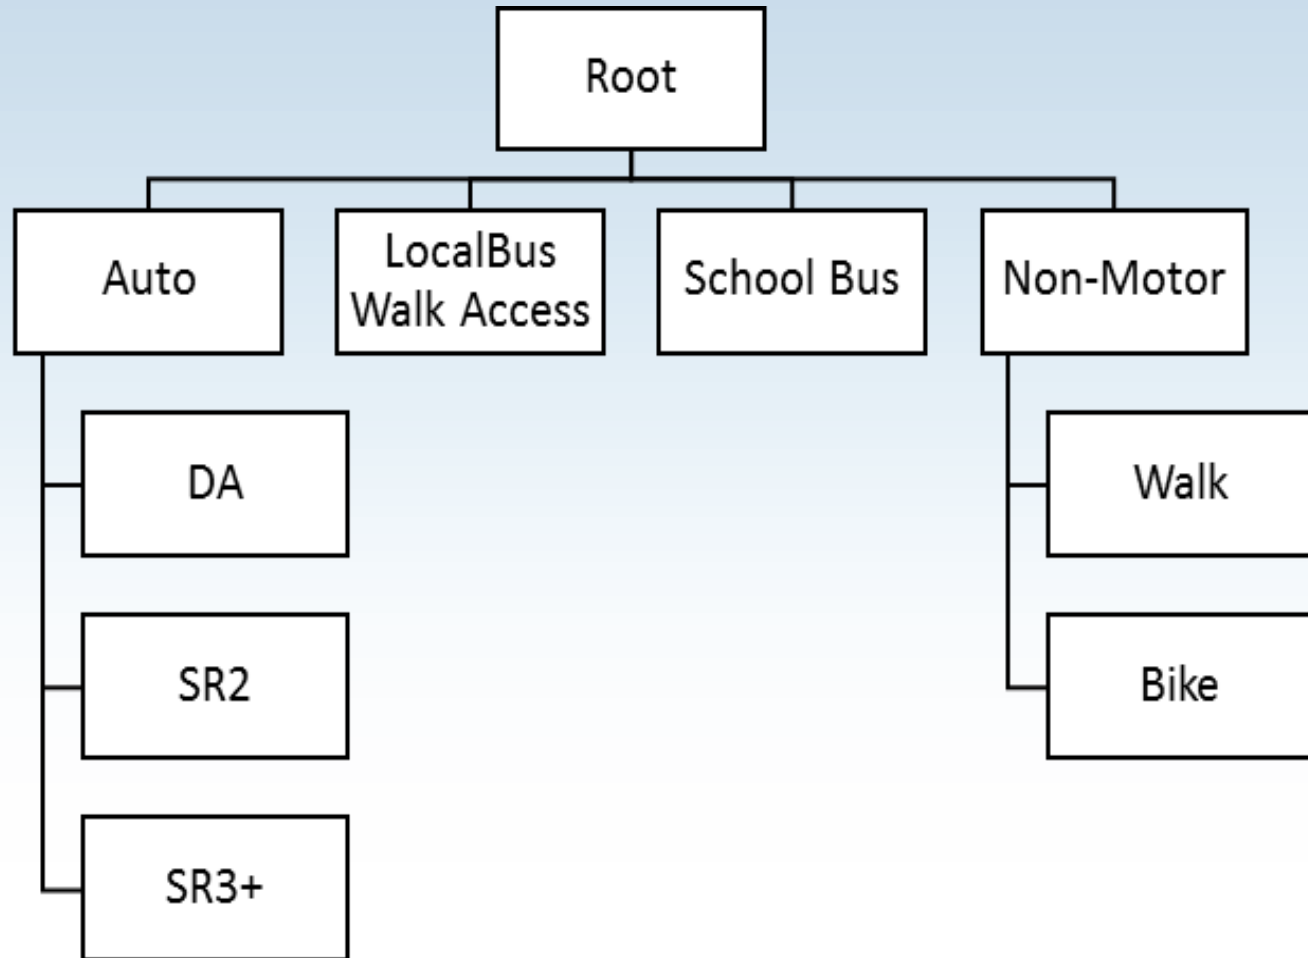 Root
Auto
LocalBus
Walk Access
School Bus
Non-Motor
DA
SR2
SR3+
Walk
Bike